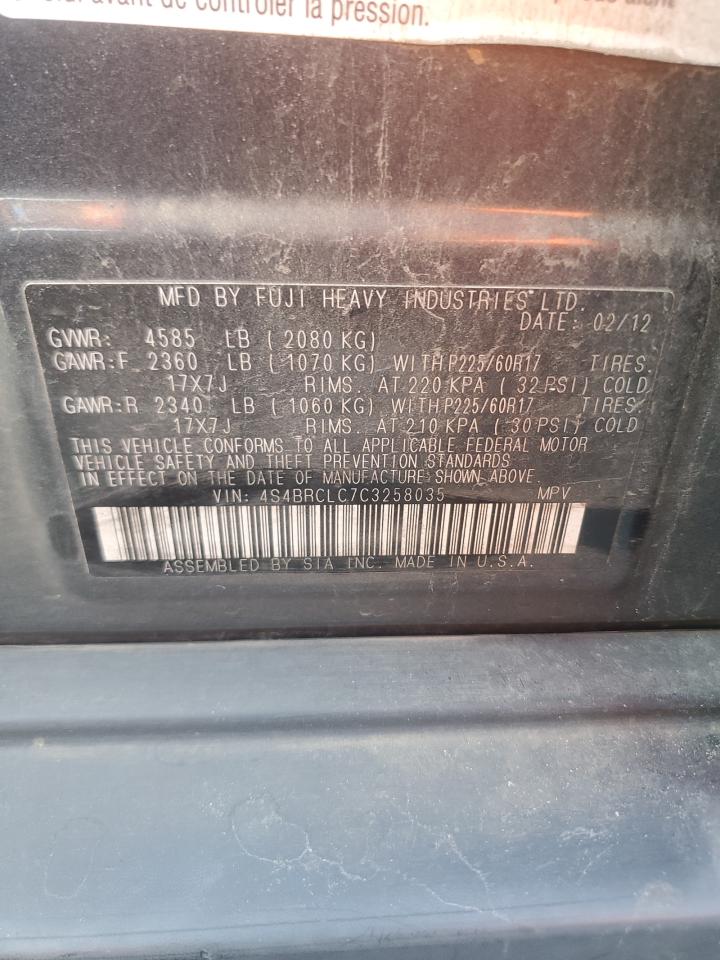 avant de contrôler la pression.
MFD BY FUJI HEAVY INDUSTRIES LTD.
DATE: 02/12
GVWR: 4585 LB ( 2080 KG)
GAWR:F 2360 LB ( 1070 KG) WITH P225/60R17 TIRES.
17X7J RIMS. AT 220 KPA ( 32 PSI) COLD
GAWR:R 2340 LB ( 1060 KG) WITH P225/60R17 TIRES.
17X7J RIMS. AT 210 KPA ( 30 PSI) COLD
THIS VEHICLE CONFORMS TO ALL APPLICABLE FEDERAL MOTOR
VEHICLE SAFETY AND THEFT PREVENTION STANDARDS
IN EFFECT ON THE DATE OF MANUFACTURE SHOWN ABOVE.
VIN: 4S4BRCLC7C3258035 MPV
ASSEMBLED BY SIA INC. MADE IN U.S.A.